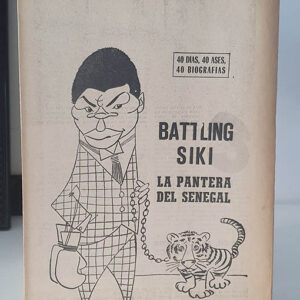 40 DIAS, 40 ASES,
40 BIOGRAFIAS
BATTLING
SIKI
LA PANTERA
DEL SENEGAL